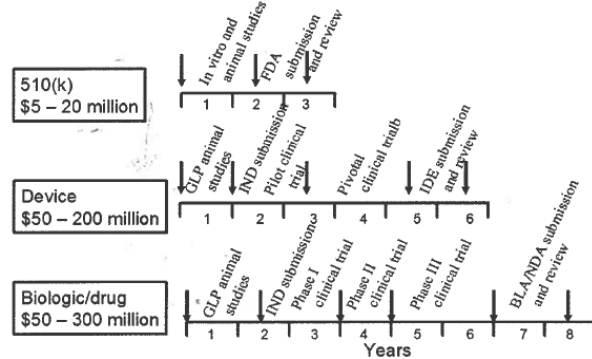 510(k)
$5 – 20 million
In vitro and
animal studies
FDA submission
and review
1 2 3
Device
$50 – 200 million
GLP animal
studies
IND submission
Pilot clinical
trial
Pivotal clinical trialb
IDE submission
and review
1 2 3 4 5 6
Biologic/drug
$50 – 300 million
GLP animal
studies
IND submission
Phase I
clinical trial
Phase II
clinical trial
Phase III
clinical trial
BLA/NDA submission
and review
1 2 3 4 5 6 7 8
Years